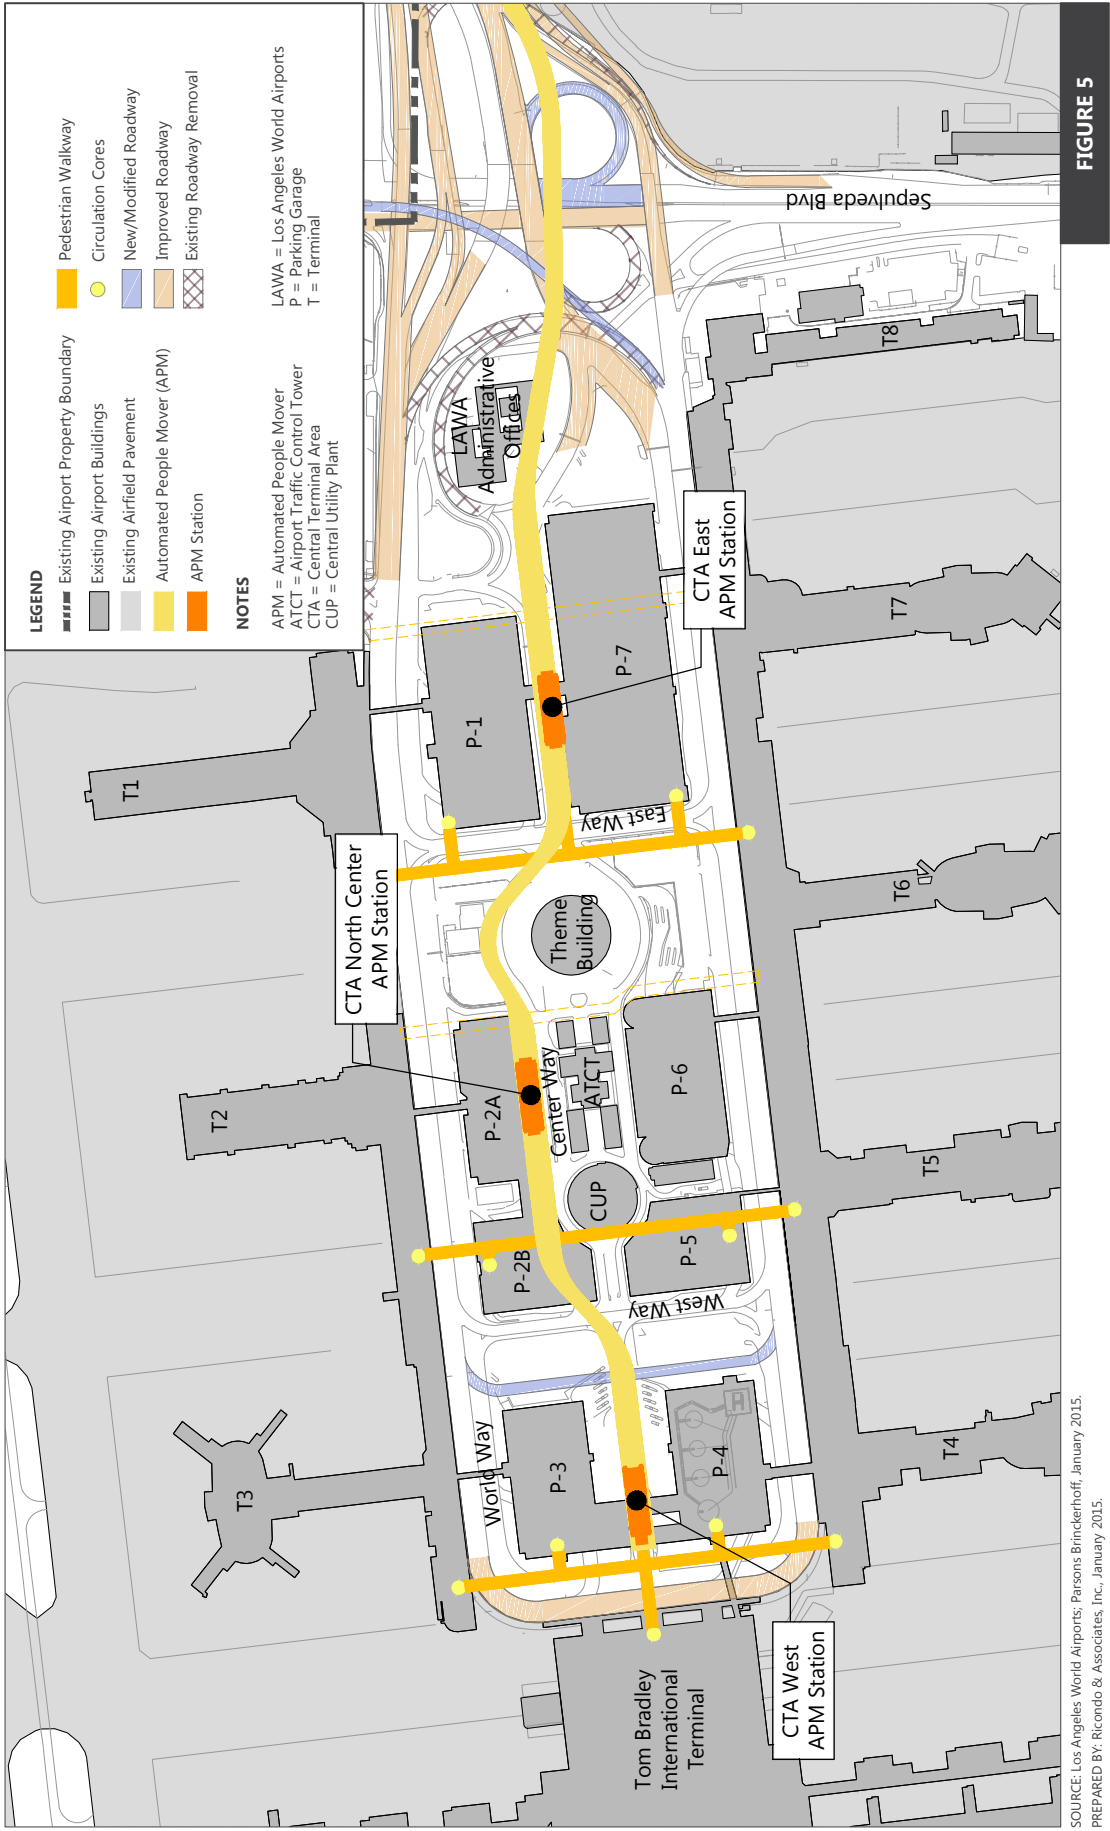 LEGEND
Existing Airport Property Boundary
Existing Airport Buildings
Existing Airfield Pavement
Automated People Mover (APM)
APM Station
Pedestrian Walkway
Circulation Cores
New/Modified Roadway
Improved Roadway
Existing Roadway Removal
NOTES
APM = Automated People Mover
ATCT = Airport Traffic Control Tower
CTA = Central Terminal Area
CUP = Central Utility Plant
LAWA = Los Angeles World Airports
P = Parking Garage
T = Terminal
T1
T2
T3
CTA North Center
APM Station
World Way
P-3
P-2B
P-2A
P-1
Center Way
LAWA
Administrative
Offices
Theme
Building
ATCT
CUP
Tom Bradley
International
Terminal
P-4
P-5
P-6
P-7
West Way
East Way
CTA East
APM Station
CTA West
APM Station
Sepulveda Blvd
T4
T5
T6
T7
T8
SOURCE: Los Angeles World Airports; Parsons Brinckerhoff, January 2015.
PREPARED BY: Ricondo & Associates, Inc., January 2015.
FIGURE 5